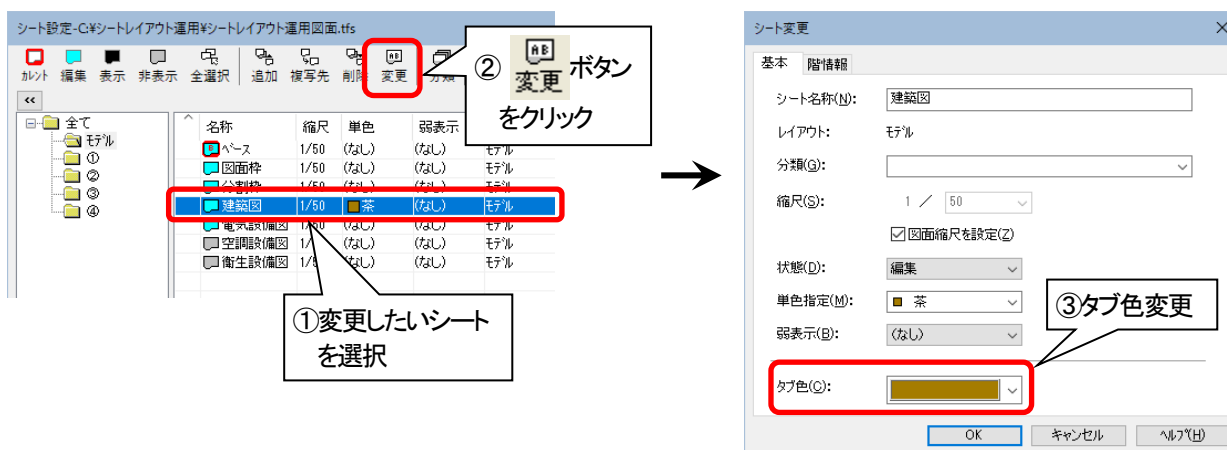 シート設定-C:¥シートレイアウト運用¥シートレイアウト運用図面.tfs
カレント 編集 表示 非表示 全選択 追加 複写先 削除 変更
<<
全て
モデル
①
②
③
④
名称 縮尺 単色 弱表示
ベース 1/50 (なし) (なし) モデル
図面枠 1/50 (なし) (なし) モデル
分割枠 1/50 (なし) (なし) モデル
建築図 1/50 茶 (なし) モデル
電気設備図 1/50 (なし) (なし) モデル
空調設備図 (なし) (なし) モデル
衛生設備図 (なし) (なし) モデル
② AB 変更 ボタン
をクリック
①変更したいシート
を選択
シート変更
基本 階情報
シート名称(N): 建築図
レイアウト: モデル
分類(G):
縮尺(S): 1 / 50
図面縮尺を設定(Z)
状態(D): 編集
単色指定(M): 茶
弱表示(B): (なし)
③タブ色変更
タブ色(C):
OK キャンセル ヘルプ(H)